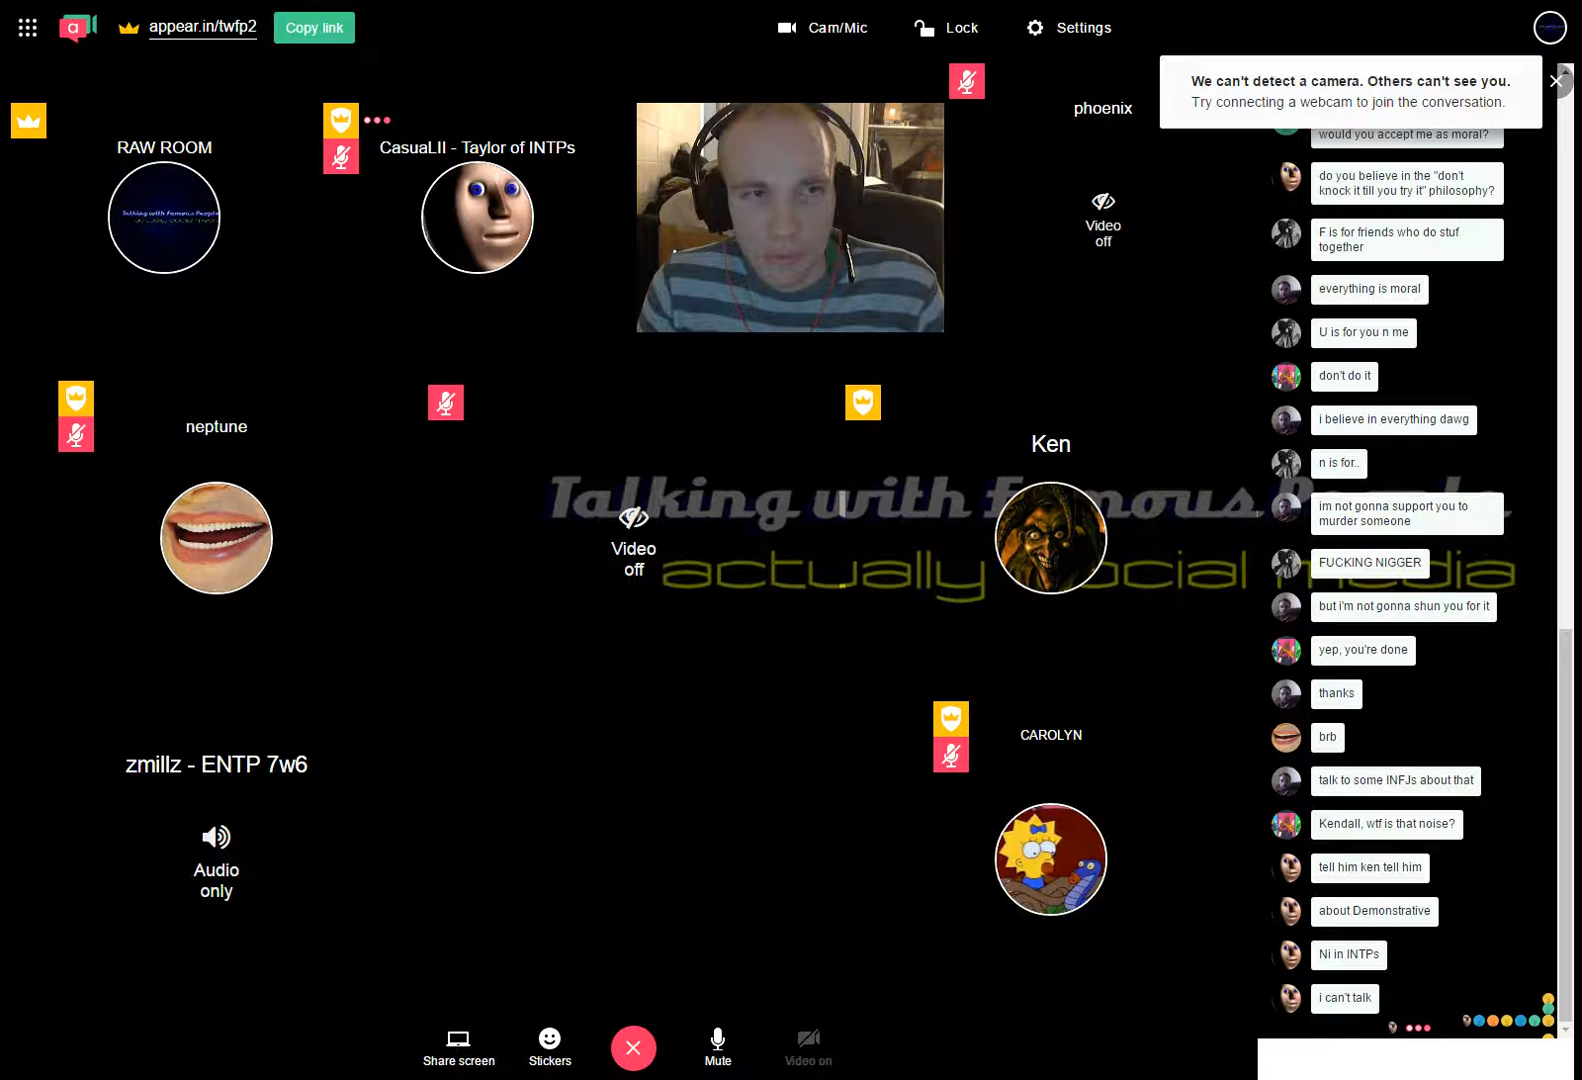 appear.in/twfp2
Copy link
Cam/Mic
Lock
Settings
We can't detect a camera. Others can't see you.
Try connecting a webcam to join the conversation.
RAW ROOM
Talking with Famous People
CasuaLII - Taylor of INTPs
phoenix
Video
off
neptune
Video
off
Ken
Talking with Famous
actually social media
zmillz - ENTP 7w6
Audio
only
CAROLYN
would you accept me as moral?
do you believe in the "don't
knock it till you try it" philosophy?
F is for friends who do stuf
together
everything is moral
U is for you n me
don't do it
i believe in everything dawg
n is for..
im not gonna support you to
murder someone
FUCKING NIGGER
but i'm not gonna shun you for it
yep, you're done
thanks
brb
talk to some INFJs about that
Kendall, wtf is that noise?
tell him ken tell him
about Demonstrative
Ni in INTPs
i can't talk
Share screen
Stickers
Mute
Video on